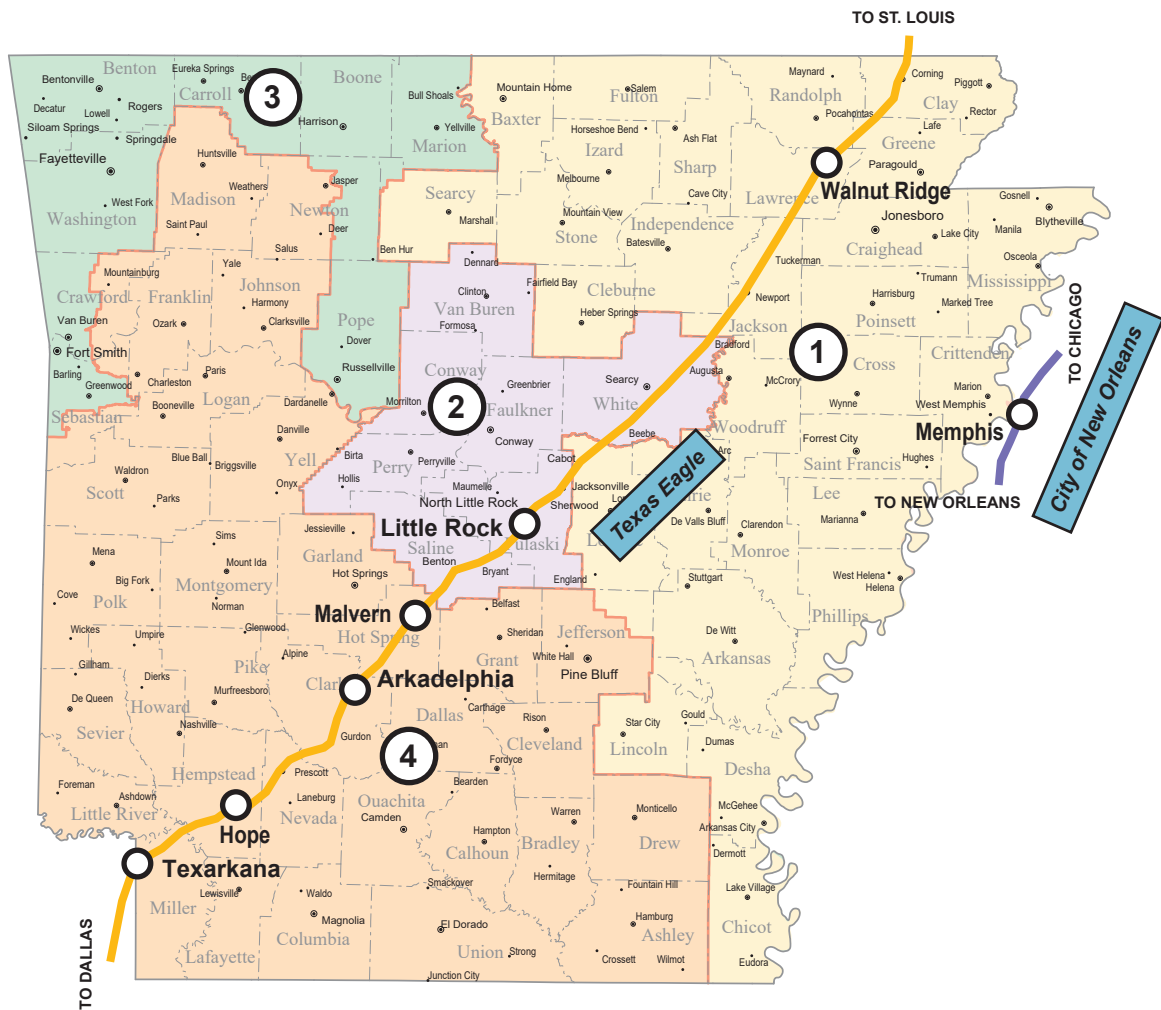 TO ST. LOUIS
Benton
Eureka Springs
Boone
Bentonville
Carroll
3
Bull Shoals
Mountain Home
Salem
Fulton
Maynard
Randolph
Corning
Piggott
Clay
Decatur
Rogers
Lowell
Harrison
Baxter
Pocahontas
Rector
Siloam Springs
Springdale
Yellville
Marion
Horseshoe Bend
Izard
Ash Flat
Sharp
Lafe
Greene
Fayetteville
Huntsville
Melbourne
Paragould
Walnut Ridge
Weathers
Jasper
Searcy
Cave City
Lawrence
Madison
West Fork
Newton
Marshall
Mountain View
Independence
Jonesboro
Gosnell
Blytheville
Washington
Saint Paul
Deer
Stone
Batesville
Craighead
Lake City
Manila
Salus
Ben Hur
Dennard
Tuckerman
Osceola
Mountainburg
Yale
Trumann
Mississippi
Crawford
Franklin
Johnson
Harmony
Clinton
Fairfield Bay
Cleburne
Newport
Harrisburg
Marked Tree
TO CHICAGO
Van Buren
Van Buren
Ozark
Clarksville
Pope
Formosa
Heber Springs
Jackson
Poinsett
City of New Orleans
Fort Smith
Dover
Bradford
1
Cross
Crittenden
Barling
Greenwood
Charleston
Paris
Russellville
Conway
Augusta
Searcy
McCrory
Marion
Logan
Dardanelle
Morrilton
2
Greenbrier
Faulkner
White
Wynne
West Memphis
Sebastian
Booneville
Memphis
Danville
Conway
Beebe
Woodruff
Forrest City
Blue Ball
Briggsville
Yell
Birta
Perry
Perryville
Cabot
Texas Eagle
Saint Francis
Hughes
Waldron
Scott
Onyx
Hollis
Maumelle
Jacksonville
Lee
TO NEW ORLEANS
Parks
North Little Rock
Sherwood
De Valls Bluff
Clarendon
Marianna
Jessieville
Little Rock
Monroe
Sims
Garland
Saline
Mena
Mount Ida
Hot Springs
Benton
Bryant
England
Stuttgart
West Helena
Helena
Big Fork
Montgomery
Polk
Cove
Norman
Malvern
Belfast
Phillips
Wickes
Umpire
Glenwood
Hot Spring
Sheridan
Jefferson
De Witt
Gillham
Alpine
Pike
Grant
White Hall
Arkansas
Dierks
Arkadelphia
Pine Bluff
De Queen
Howard
Murfreesboro
Carthage
Dallas
Rison
Star City
Gould
Sevier
Nashville
Gurdon
Cleveland
Lincoln
Dumas
4
Fordyce
Desha
Hempstead
Prescott
Foreman
Bearden
Ashdown
Laneburg
Ouachita
Little River
Nevada
Camden
Warren
Monticello
McGehee
Hope
Hampton
Bradley
Drew
Arkansas City
Calhoun
Dermott
Texarkana
Hermitage
Lewisville
Waldo
Smackover
Fountain Hill
Lake Village
Miller
Magnolia
El Dorado
Hamburg
Chicot
Columbia
Ashley
TO DALLAS
Lafayette
Union
Strong
Crossett
Wilmot
Eudora
Junction City